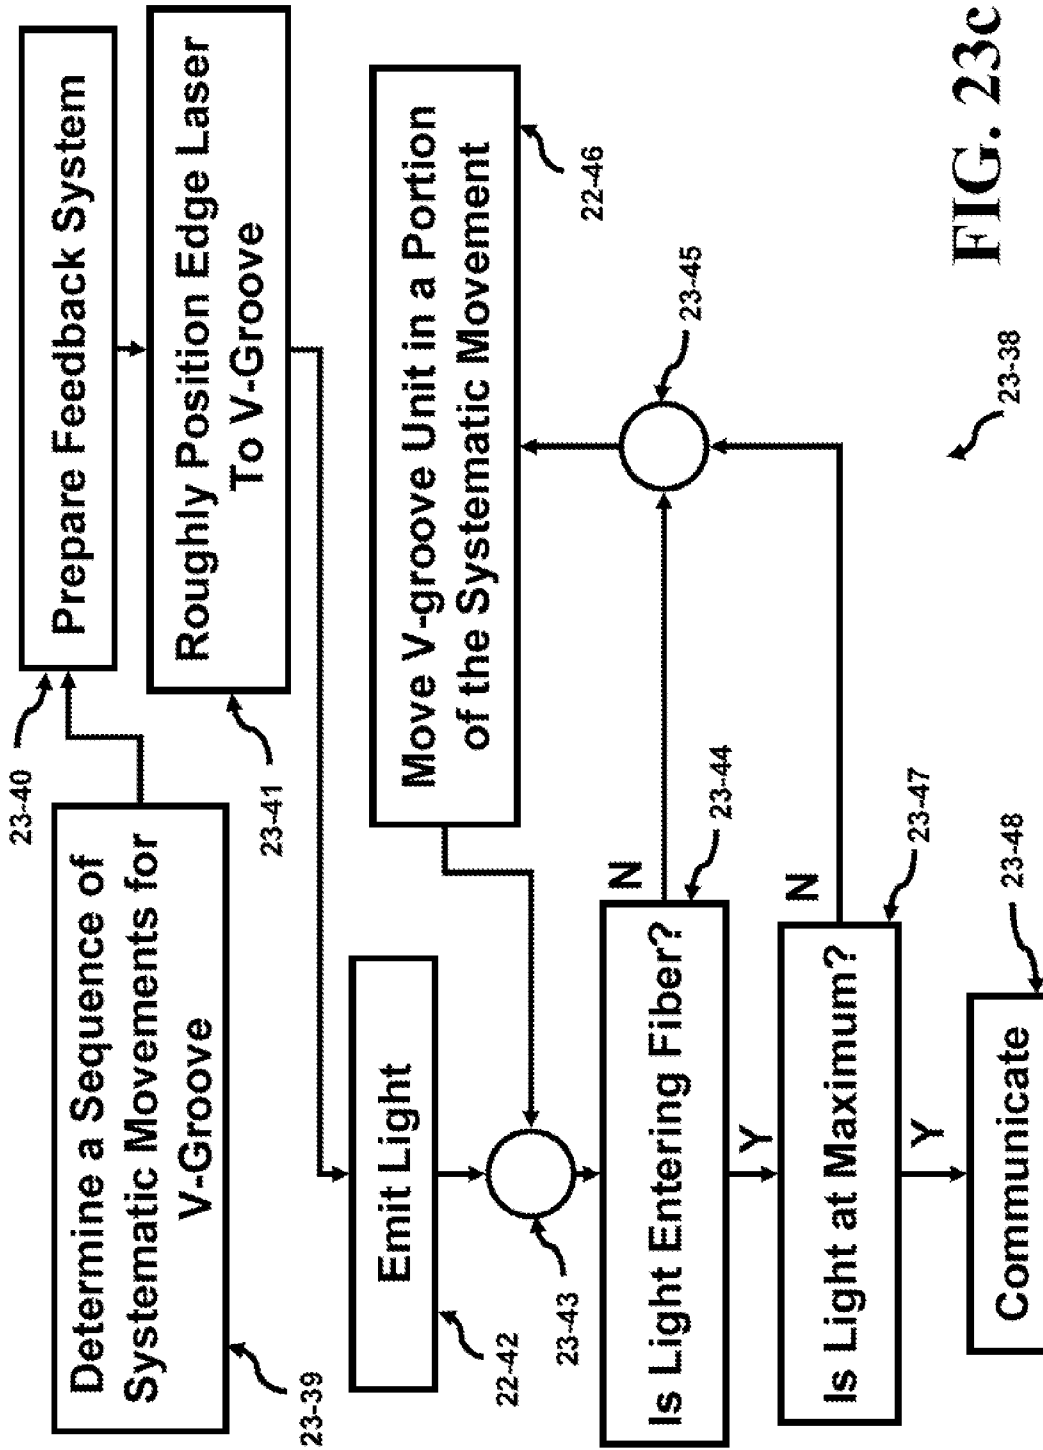 Determine a Sequence of
Systematic Movements for
V-Groove
23-39
Prepare Feedback System
23-40
Roughly Position Edge Laser
To V-Groove
23-41
Emit Light
22-42
23-43
Move V-groove Unit in a Portion
of the Systematic Movement
22-46
23-45
Is Light Entering Fiber?
23-44
N
Y
Is Light at Maximum?
23-47
N
Y
Communicate
23-48
23-38
FIG. 23c